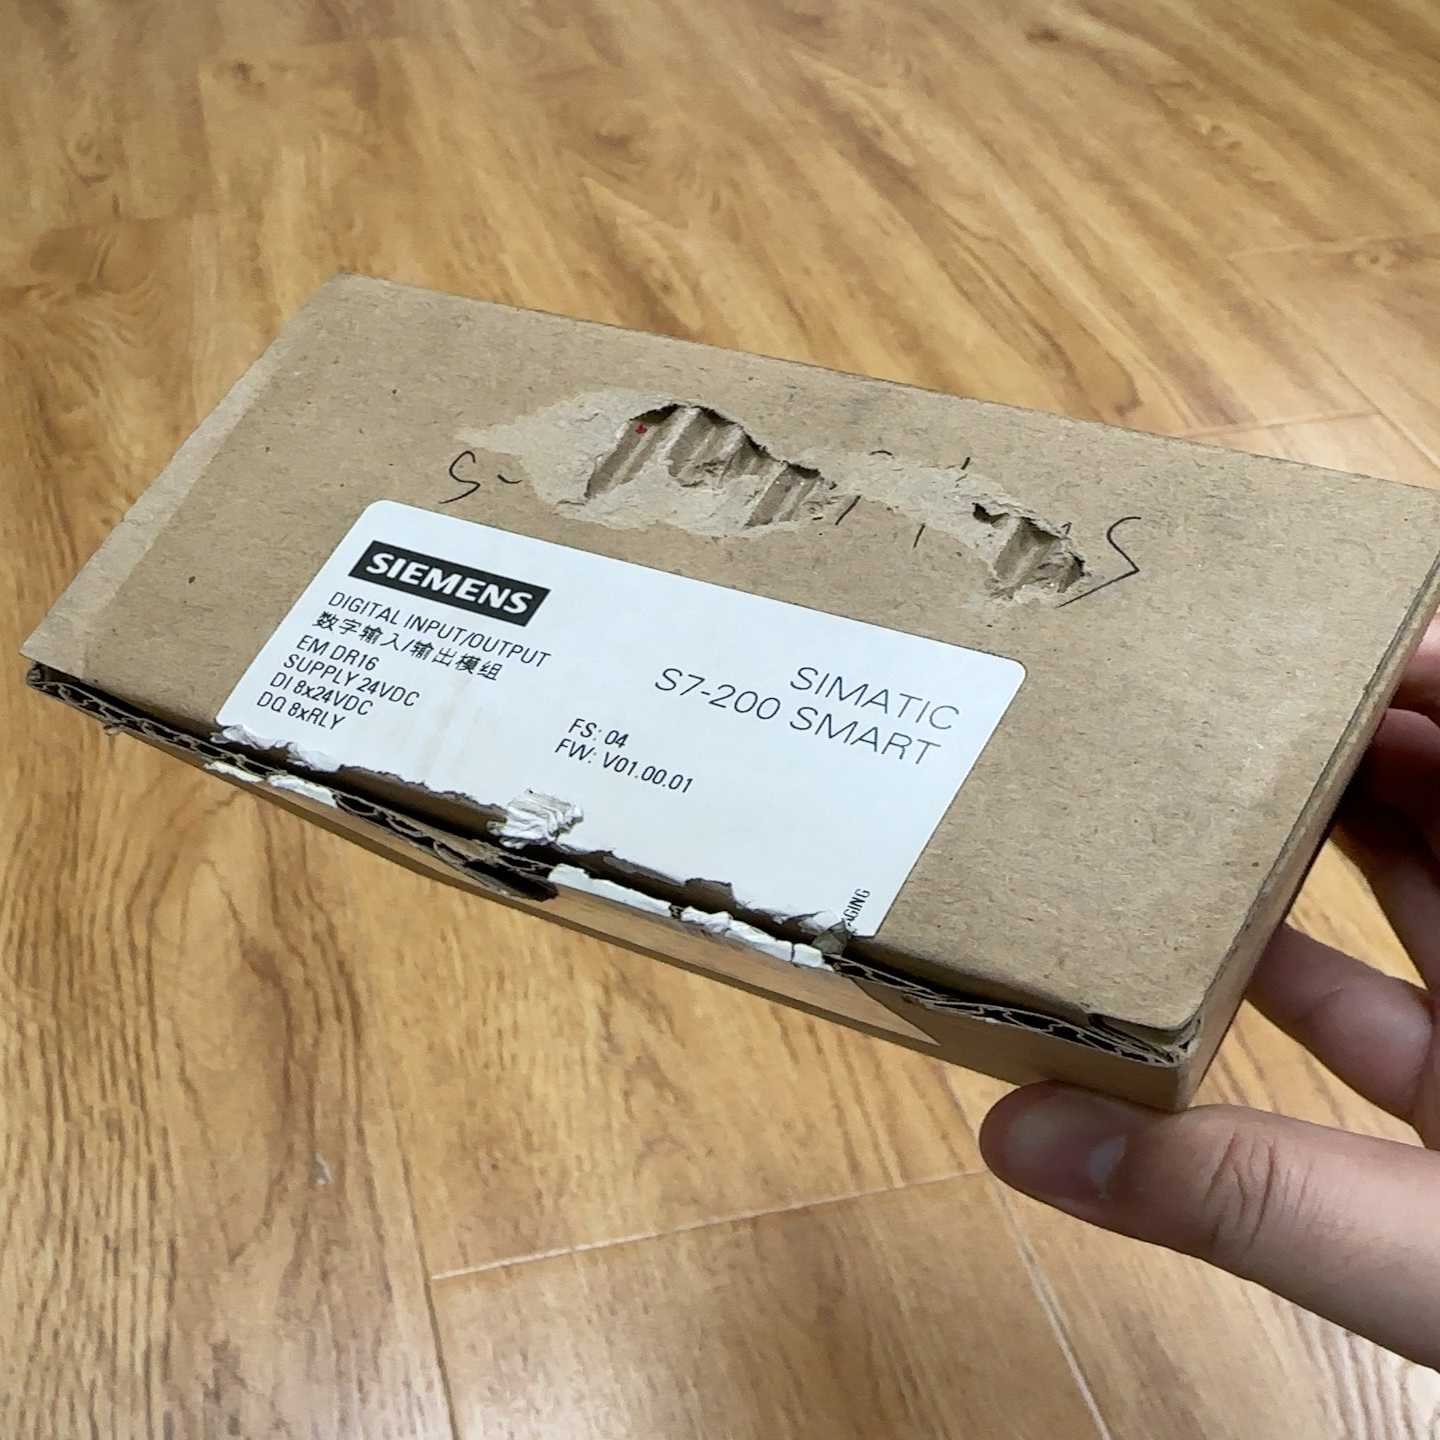 SIEMENS
DIGITAL INPUT/OUTPUT
数字输入/输出模组
EM DR16
SUPPLY 24VDC
DI 8x24VDC
DQ 8xRLY
SIMATIC
S7-200 SMART
FS: 04
FW: V01.00.01